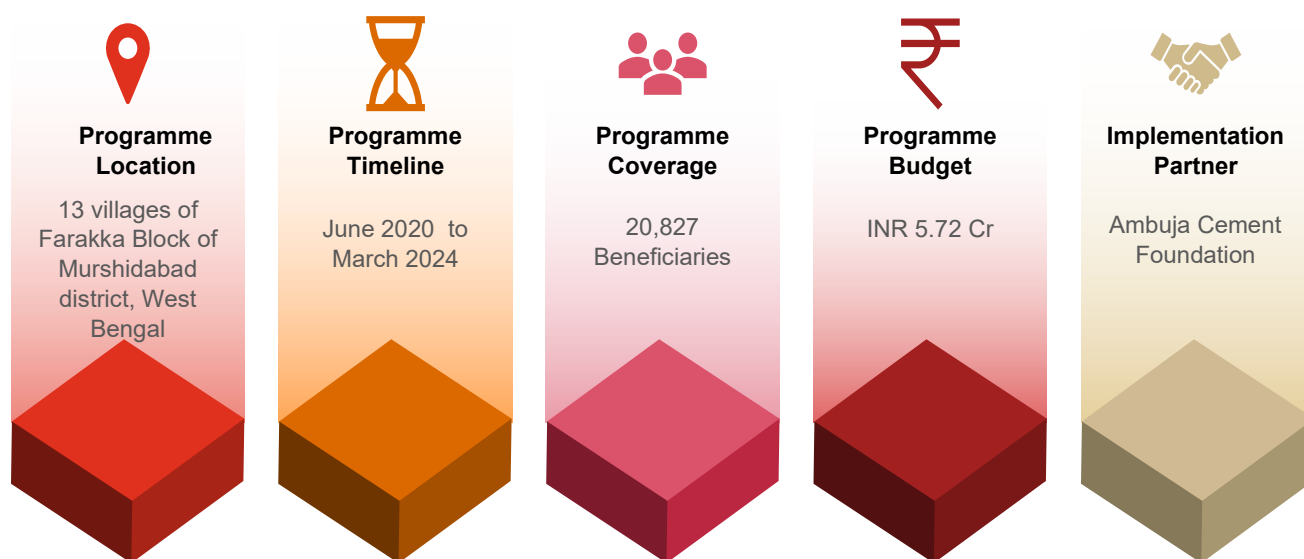 Programme
Location
13 villages of
Farakka Block of
Murshidabad
district, West
Bengal
Programme
Timeline
June 2020 to
March 2024
Programme
Coverage
20,827
Beneficiaries
Programme
Budget
INR 5.72 Cr
Implementation
Partner
Ambuja Cement
Foundation